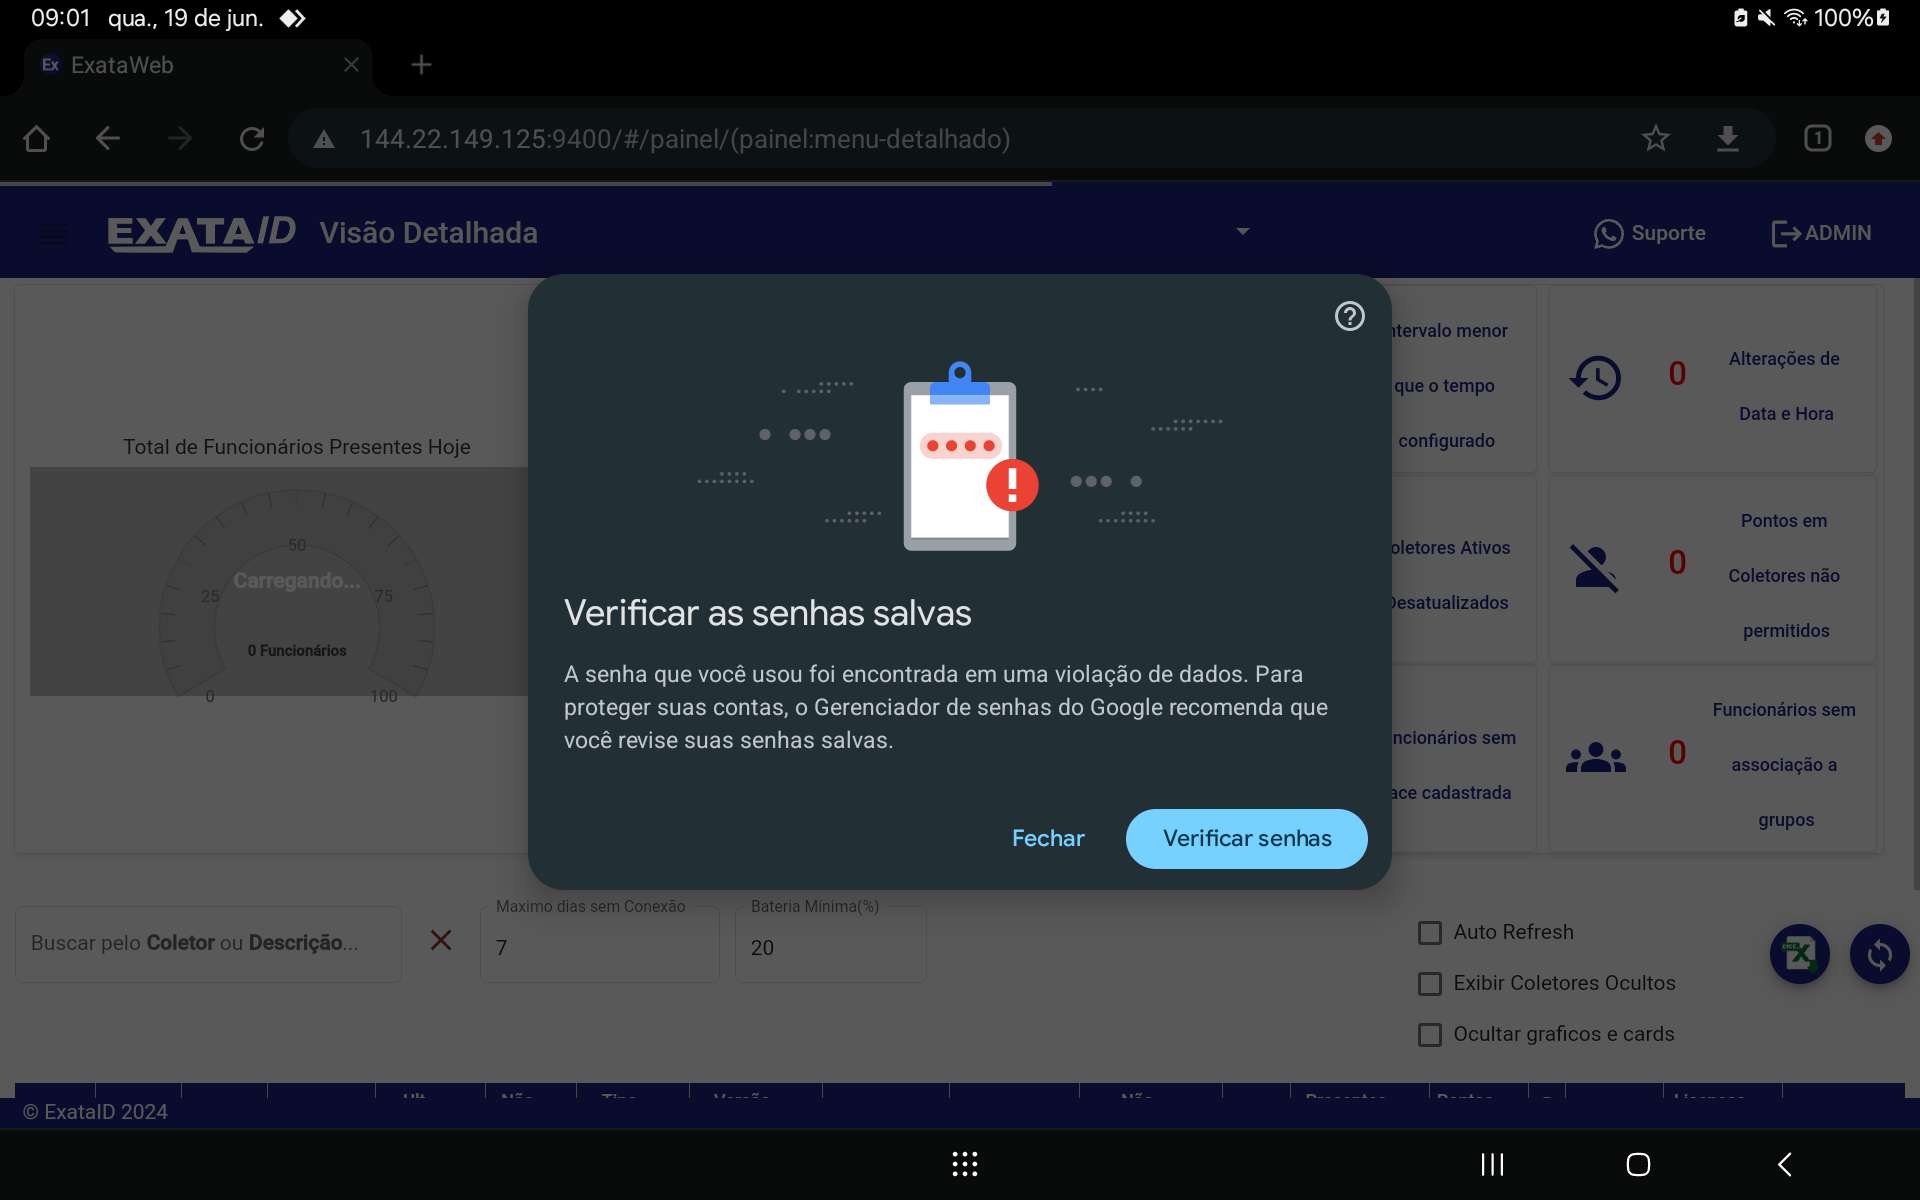 09:01 qua., 19 de jun. 100%
Ex ExataWeb
144.22.149.125:9400/#/painel/(painel:menu-detalhado) 1
EXATAID Visão Detalhada Suporte ADMIN
ntervalo menor
que o tempo
configurado
0 Alterações de
Data e Hora
Total de Funcionários Presentes Hoje
50
Carregando...
25 75
0 Funcionários
0 100
oletores Ativos
Desatualizados
0 Pontos em
Coletores não
permitidos
Verificar as senhas salvas
A senha que você usou foi encontrada em uma violação de dados. Para
proteger suas contas, o Gerenciador de senhas do Google recomenda que
você revise suas senhas salvas.
Fechar Verificar senhas
ncionários sem
ace cadastrada
0 Funcionários sem
associação a
grupos
Buscar pelo Coletor ou Descrição...
Maximo dias sem Conexão
7
Bateria Mínima(%)
20
Auto Refresh
Exibir Coletores Ocultos
Ocultar graficos e cards
© ExataID 2024